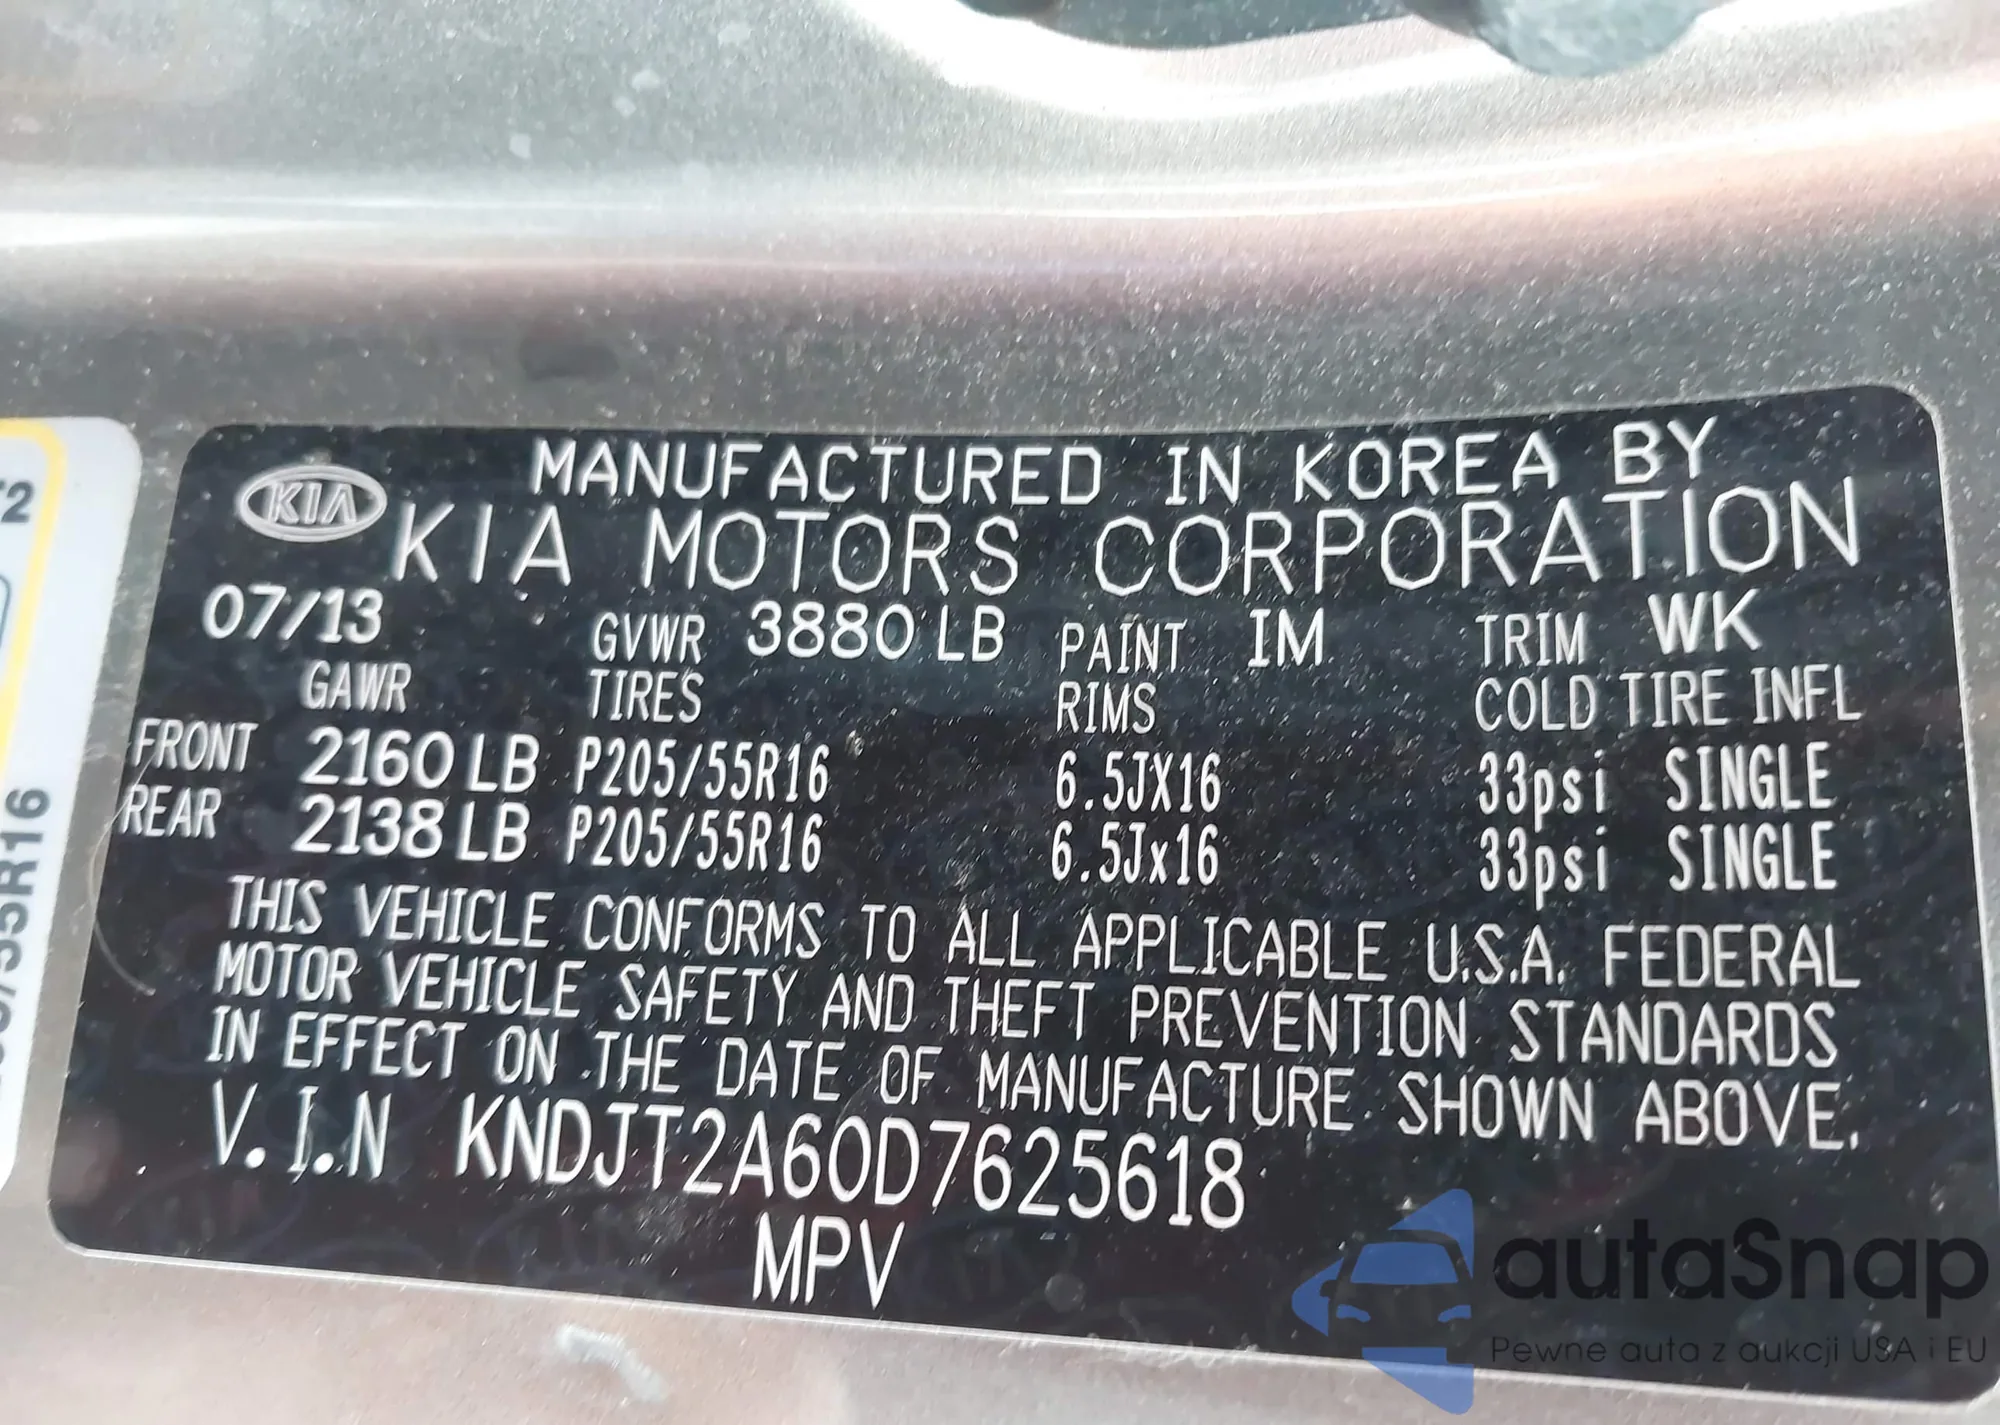 MANUFACTURED IN KOREA BY
KIA KIA MOTORS CORPORATION
07/13 GVWR 3880 LB PAINT IM TRIM WK
GAWR TIRES RIMS COLD TIRE INFL
FRONT 2160 LB P205/55R16 6.5JX16 33psi SINGLE
REAR 2138 LB P205/55R16 6.5Jx16 33psi SINGLE
THIS VEHICLE CONFORMS TO ALL APPLICABLE U.S.A. FEDERAL
MOTOR VEHICLE SAFETY AND THEFT PREVENTION STANDARDS
IN EFFECT ON THE DATE OF MANUFACTURE SHOWN ABOVE.
V.I.N KNDJT2A60D7625618
MPV
autaSnap
Pewne auta z aukcji USA i EU